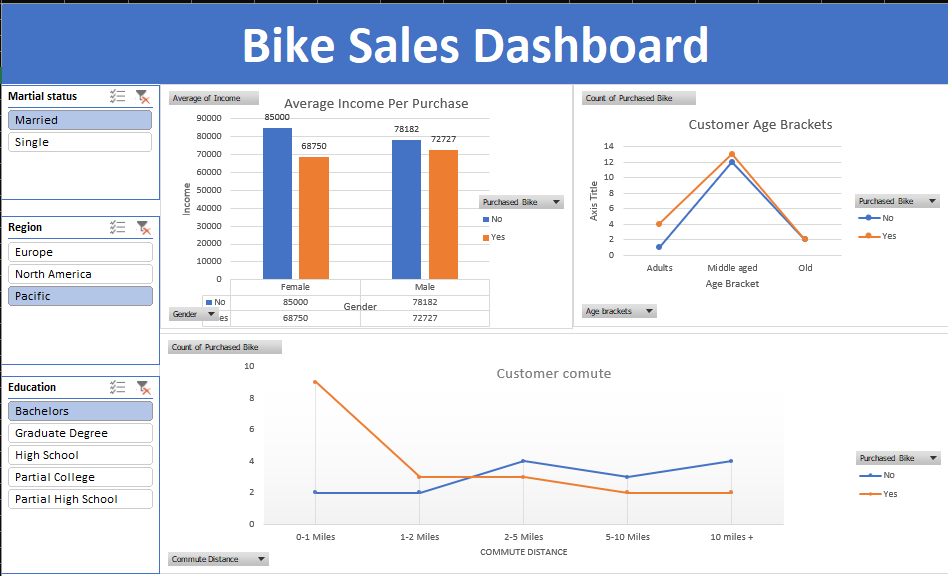 Bike Sales Dashboard
Martial status
Married
Single
Region
Europe
North America
Pacific
Education
Bachelors
Graduate Degree
High School
Partial College
Partial High School
Average of Income
Average Income Per Purchase
90000
80000
70000
60000
50000
40000
30000
20000
10000
0
Income
85000
68750
78182
72727
Purchased Bike
No
Yes
Female Male
No 85000 78182
es 68750 72727
Gender
Gender
Count of Purchased Bike
Customer Age Brackets
14
12
10
8
6
4
2
0
Axis Title
Adults Middle aged Old
Age Bracket
Purchased Bike
No
Yes
Age brackets
Count of Purchased Bike
Customer comute
10
8
6
4
2
0
0-1 Miles 1-2 Miles 2-5 Miles 5-10 Miles 10 miles +
COMMUTE DISTANCE
Purchased Bike
No
Yes
Commute Distance